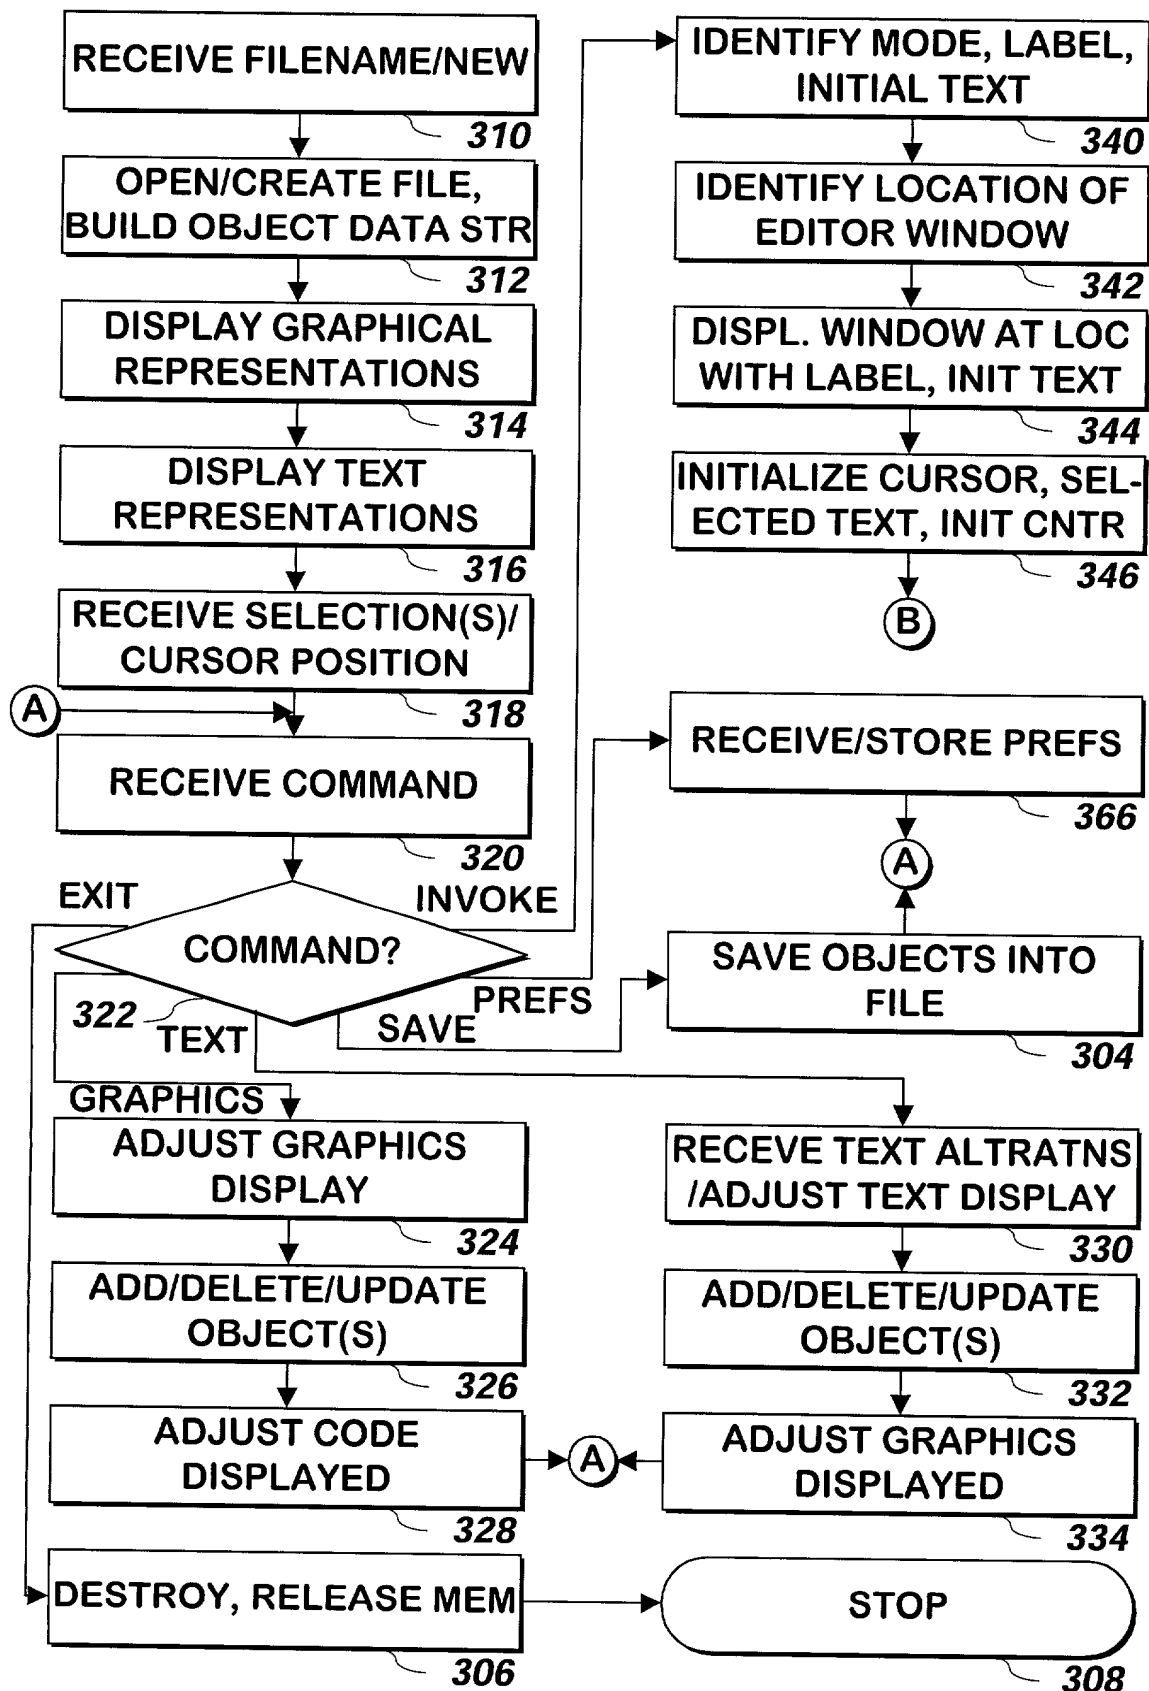 RECEIVE FILENAME/NEW
310
OPEN/CREATE FILE,
BUILD OBJECT DATA STR
312
DISPLAY GRAPHICAL
REPRESENTATIONS
314
DISPLAY TEXT
REPRESENTATIONS
316
RECEIVE SELECTION(S)/
CURSOR POSITION
318
A
RECEIVE COMMAND
320
COMMAND?
322
EXIT
INVOKE
PREFS
SAVE
TEXT
GRAPHICS
IDENTIFY MODE, LABEL,
INITIAL TEXT
340
IDENTIFY LOCATION OF
EDITOR WINDOW
342
DISPL. WINDOW AT LOC
WITH LABEL, INIT TEXT
344
INITIALIZE CURSOR, SEL-
ECTED TEXT, INIT CNTR
346
B
RECEIVE/STORE PREFS
366
A
SAVE OBJECTS INTO
FILE
304
ADJUST GRAPHICS
DISPLAY
324
ADD/DELETE/UPDATE
OBJECT(S)
326
ADJUST CODE
DISPLAYED
328
A
RECEVE TEXT ALTRATNS
/ADJUST TEXT DISPLAY
330
ADD/DELETE/UPDATE
OBJECT(S)
332
ADJUST GRAPHICS
DISPLAYED
334
DESTROY, RELEASE MEM
306
STOP
308